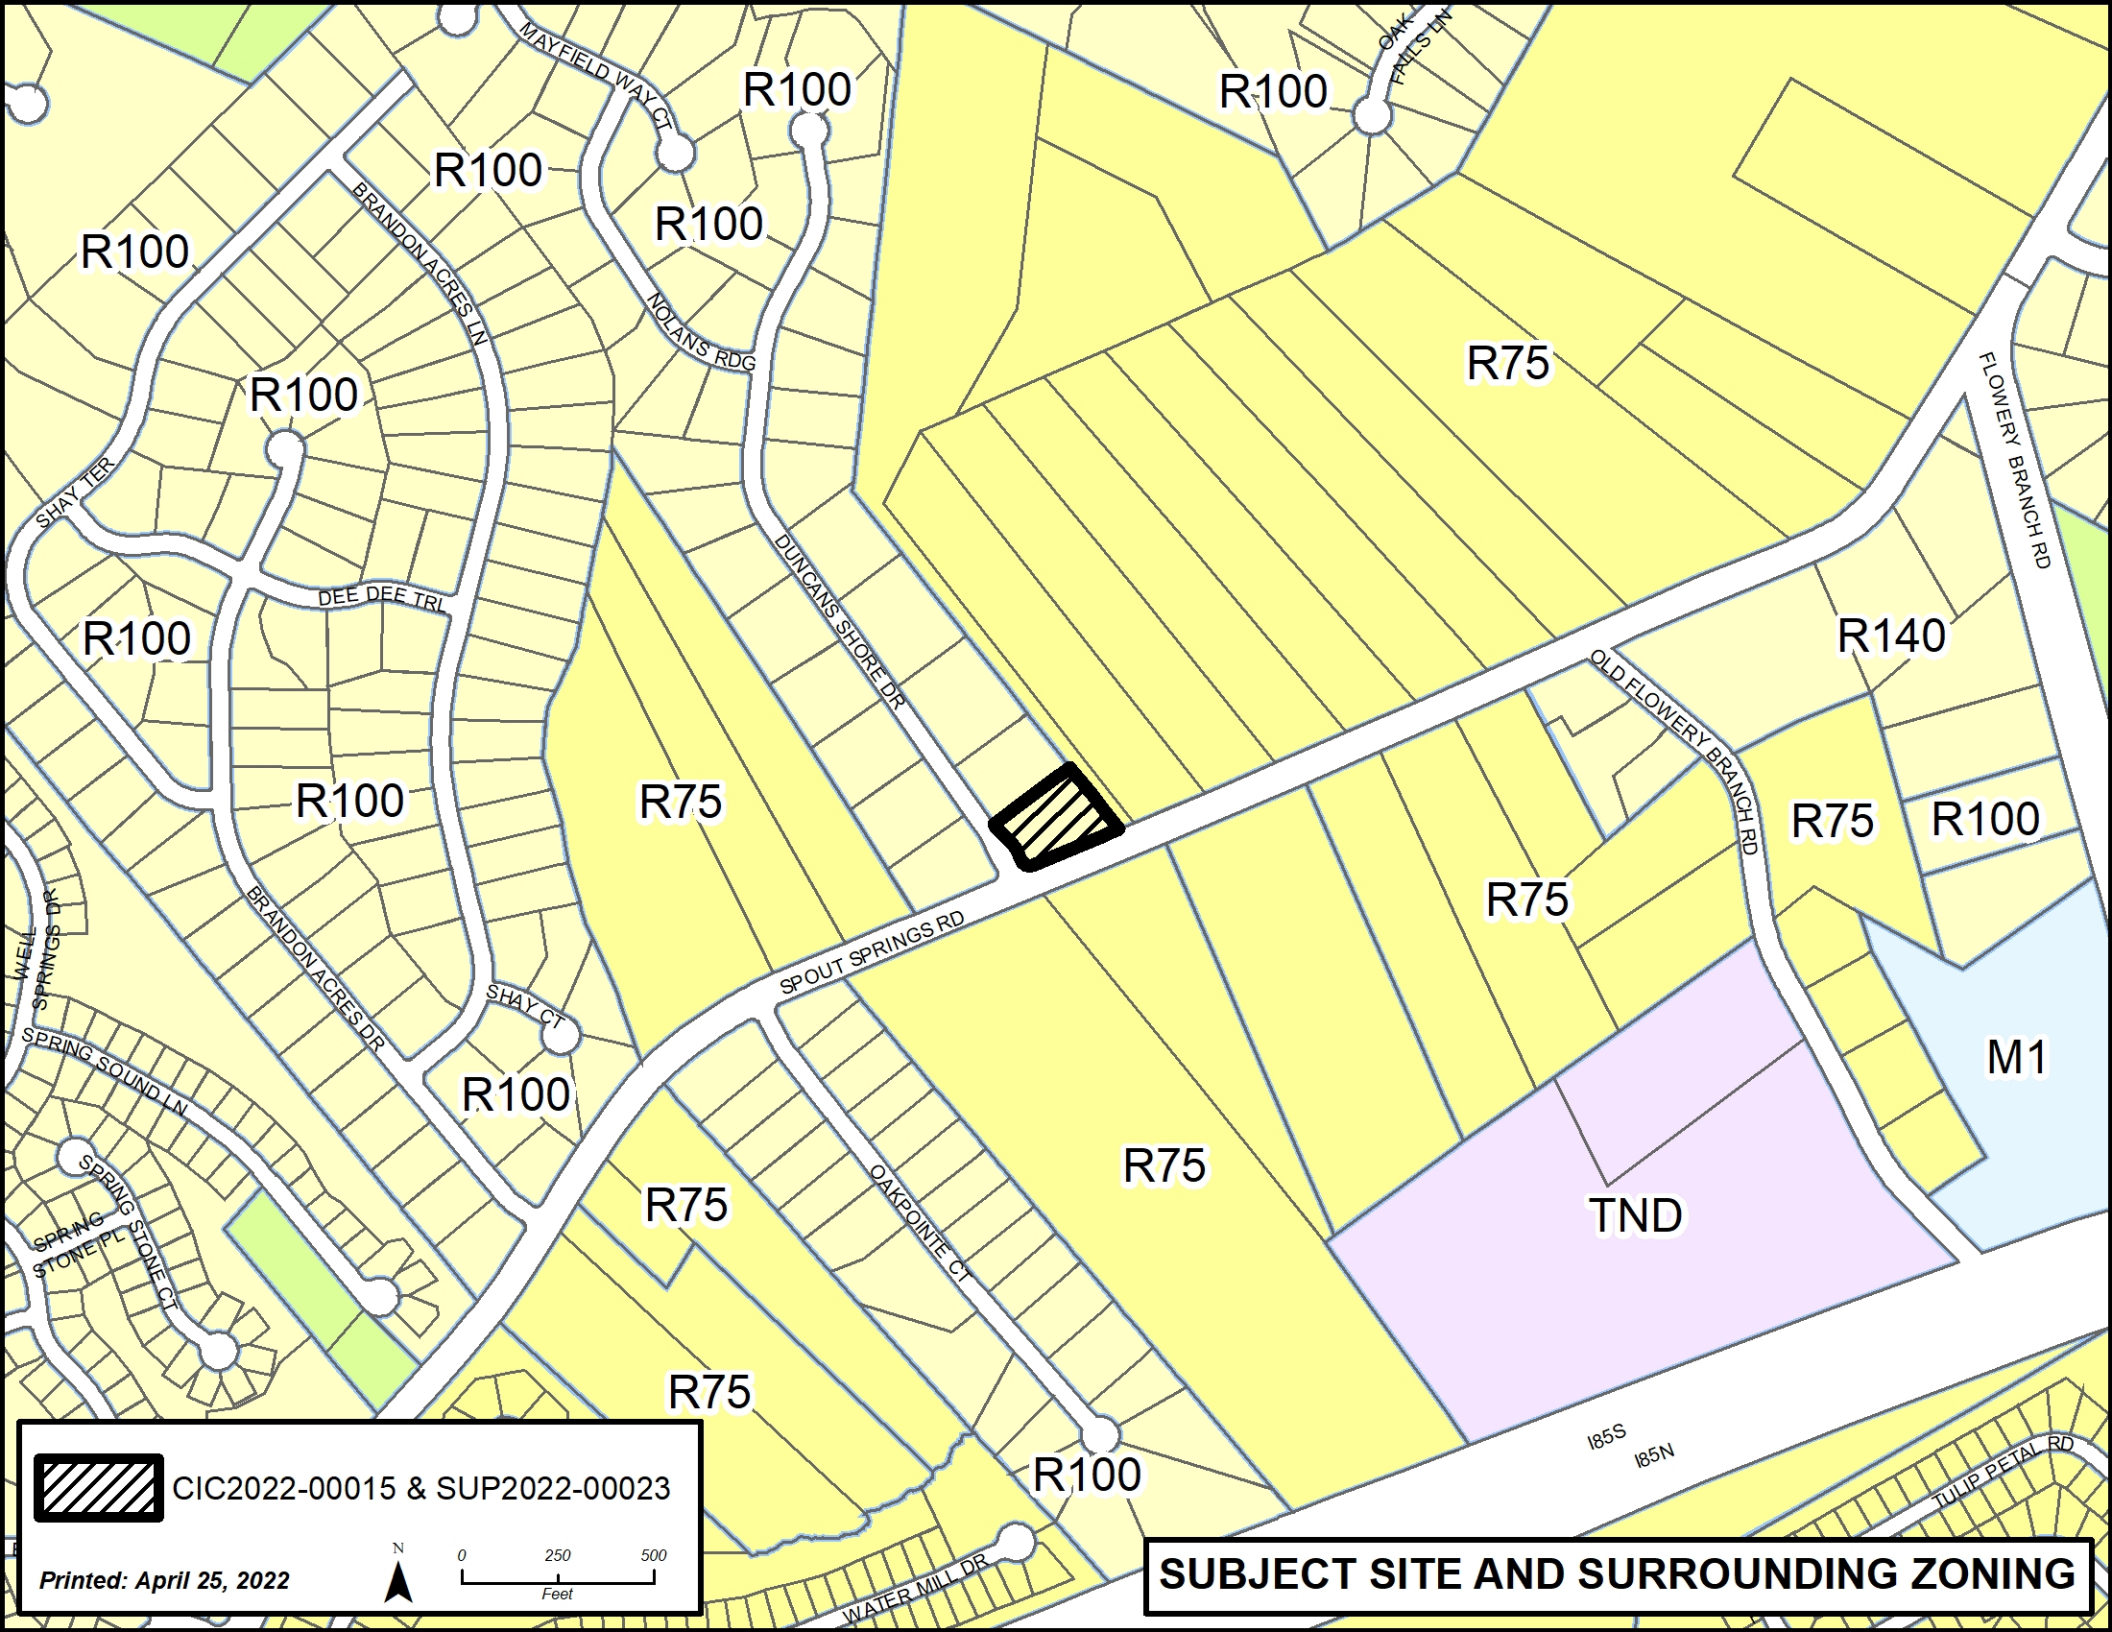 MAYFIELD WAY CT
OAK
FALLS LN
R100
R100
R100
R100
R100
BRANDON ACRES LN
NOLANS RDG
R75
FLOWERY BRANCH RD
R100
SHAY TER
DUNCANS SHORE DR
DEE DEE TRL
R100
R140
OLD FLOWERY BRANCH RD
R100
R75
R75
R100
R75
BRANDON ACRES DR
WELL
SPRINGS DR
SPOUT SPRINGS RD
SHAY CT
SPRING SOUND LN
R100
M1
R75
R75
TND
SPRING STONE CT
SPRING
STONE PL
OAKPOINTE CT
R75
R100
I85S
I85N
TULIP PETAL RD
WATER MILL DR
CIC2022-00015 & SUP2022-00023
Printed: April 25, 2022
N
0 250 500
Feet
SUBJECT SITE AND SURROUNDING ZONING